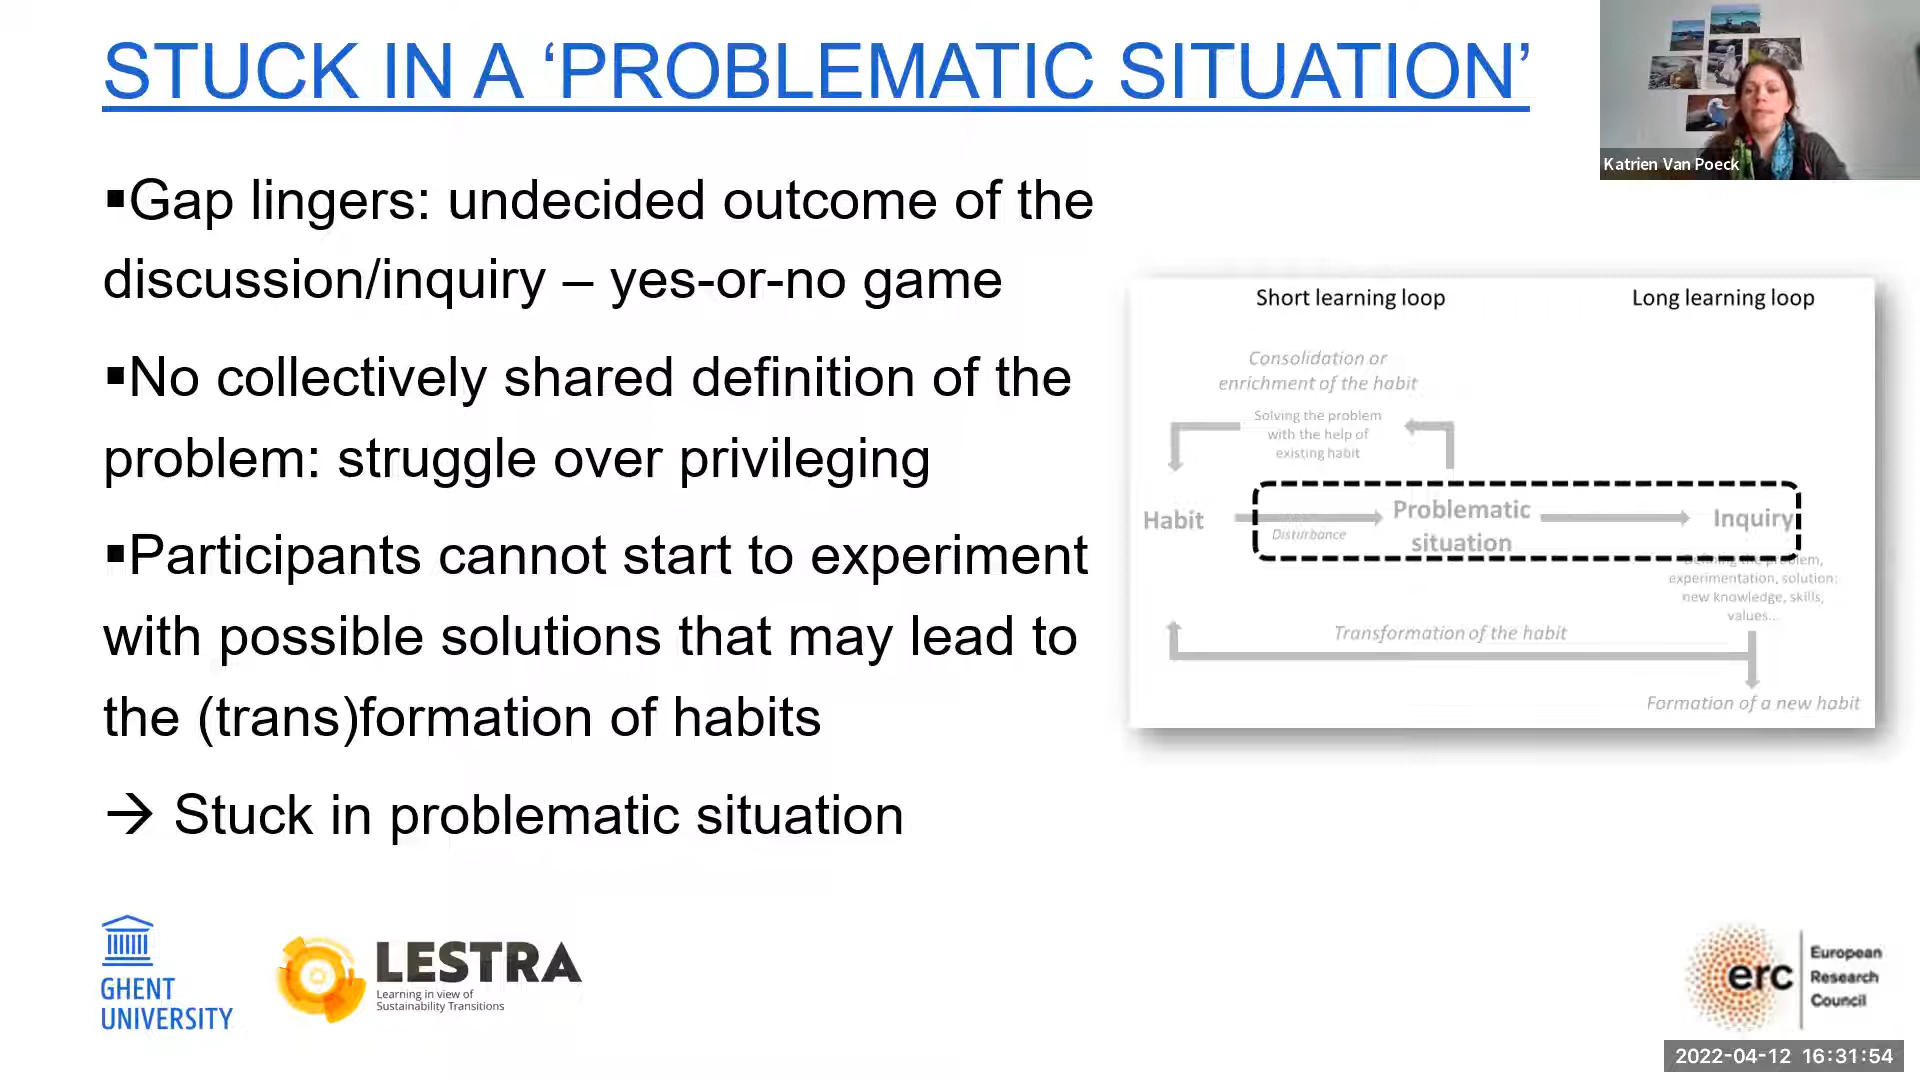 STUCK IN A ‘PROBLEMATIC SITUATION’
Katrien Van Poeck
▪Gap lingers: undecided outcome of the
discussion/inquiry – yes-or-no game
▪No collectively shared definition of the
problem: struggle over privileging
▪Participants cannot start to experiment
with possible solutions that may lead to
the (trans)formation of habits
→ Stuck in problematic situation
Short learning loop
Long learning loop
Consolidation or
enrichment of the habit
Solving the problem
with the help of
existing habit
Habit
Disturbance
Problematic
situation
Inquiry
Defining the problem,
experimentation, solution:
new knowledge, skills,
values...
Transformation of the habit
Formation of a new habit
GHENT
UNIVERSITY
LESTRA
Learning in view of
Sustainability Transitions
erc
European
Research
Council
2022-04-12 16:31:54